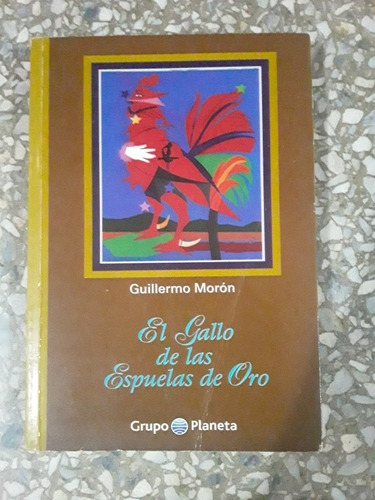 Guillermo Morón
El Gallo
de las
Espuelas de Oro
Grupo Planeta